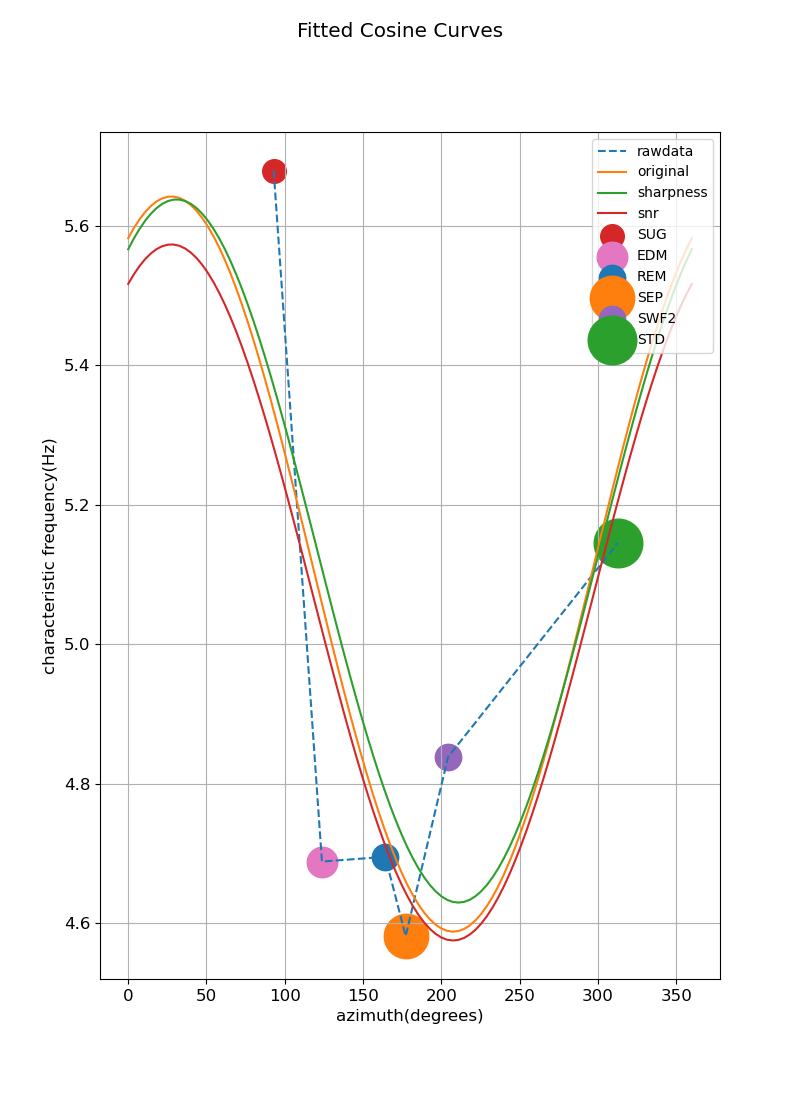 Fitted Cosine Curves
rawdata
original
sharpness
snr
SUG
EDM
REM
SEP
SWF2
STD
characteristic frequency(Hz)
5.6
5.4
5.2
5.0
4.8
4.6
0 50 100 150 200 250 300 350
azimuth(degrees)